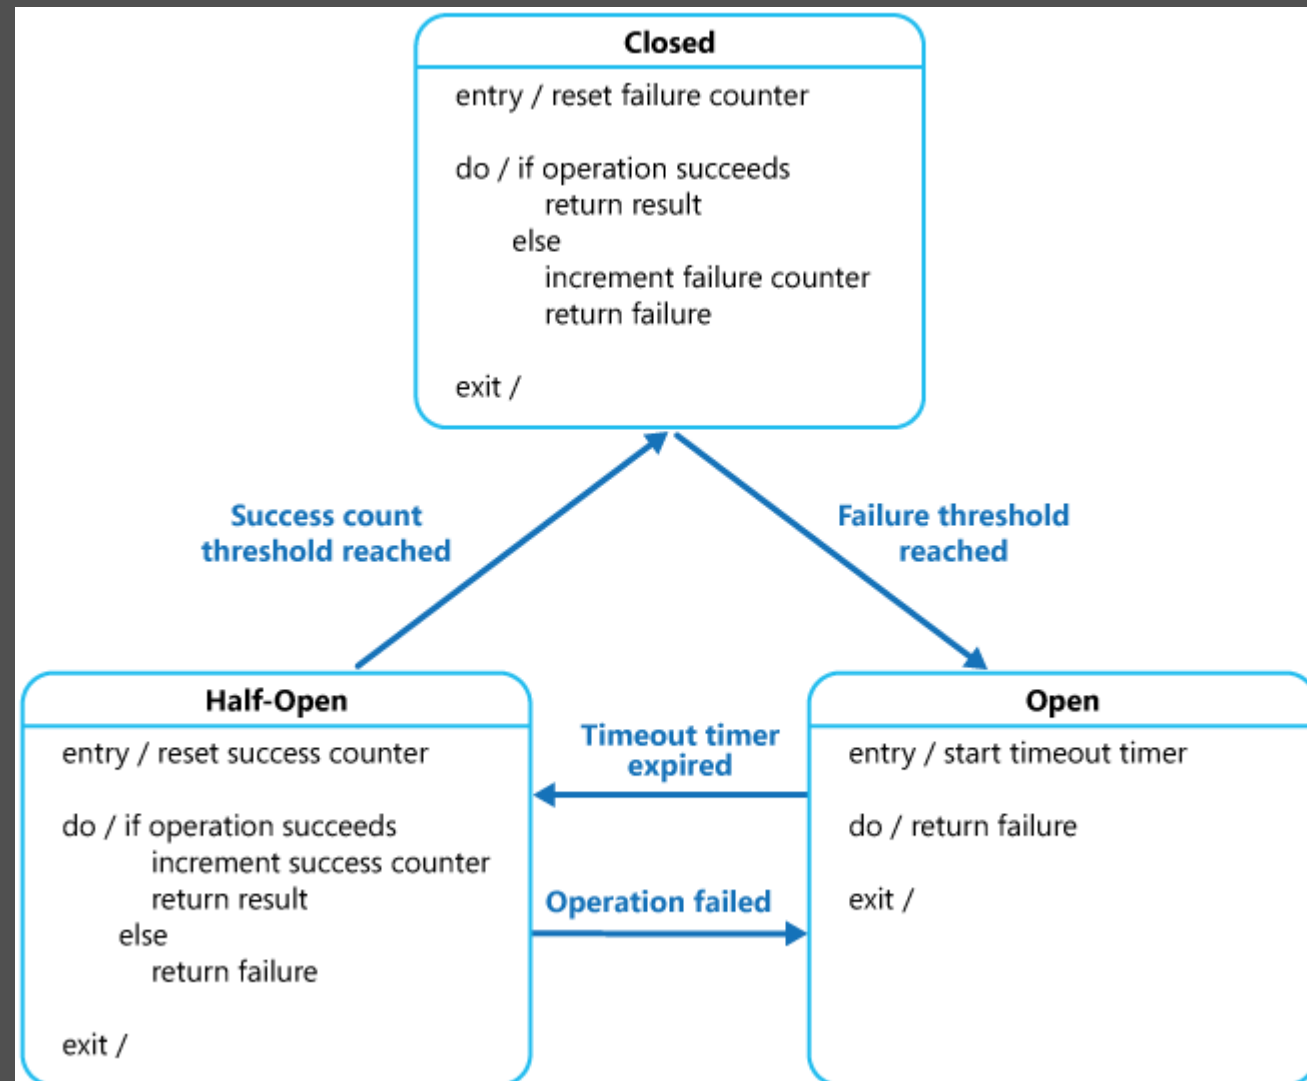 Closed
entry / reset failure counter
do / if operation succeeds
return result
else
increment failure counter
return failure
exit /
Success count
threshold reached
Failure threshold
reached
Half-Open
entry / reset success counter
do / if operation succeeds
increment success counter
return result
else
return failure
exit /
Timeout timer
expired
Operation failed
Open
entry / start timeout timer
do / return failure
exit /